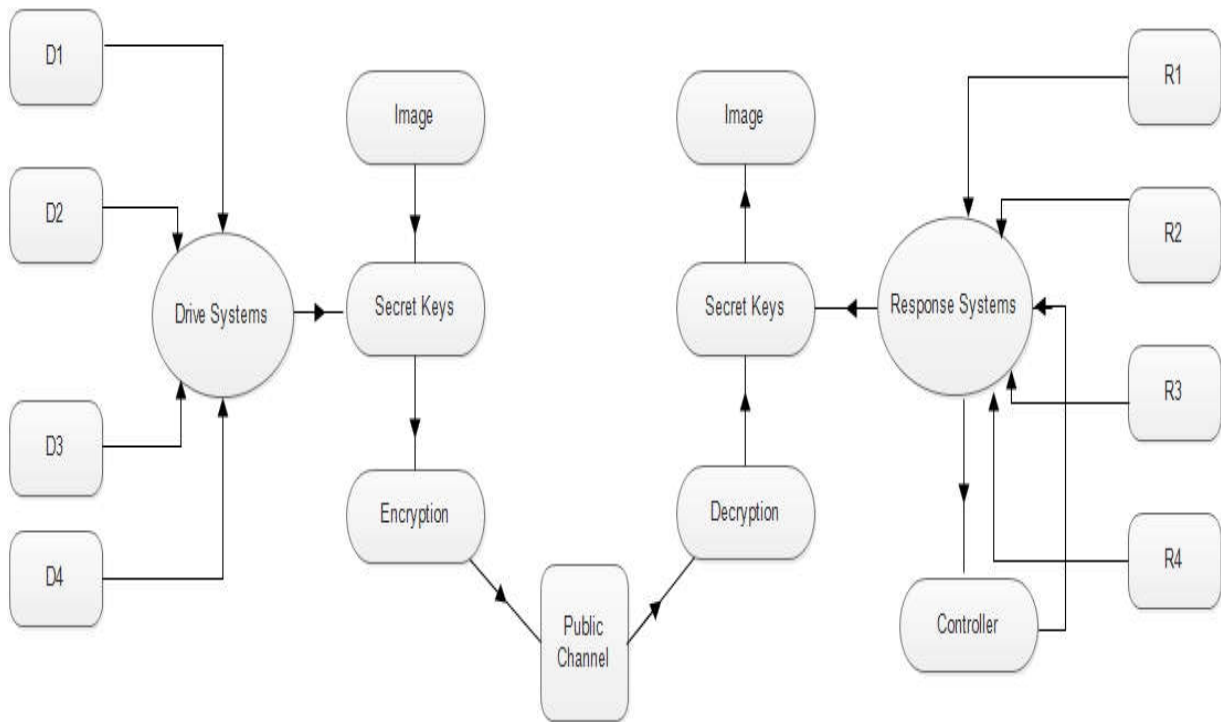 D1
D2
Drive Systems
D3
D4
Image
Secret Keys
Encryption
Public
Channel
Image
Secret Keys
Decryption
Response Systems
Controller
R1
R2
R3
R4